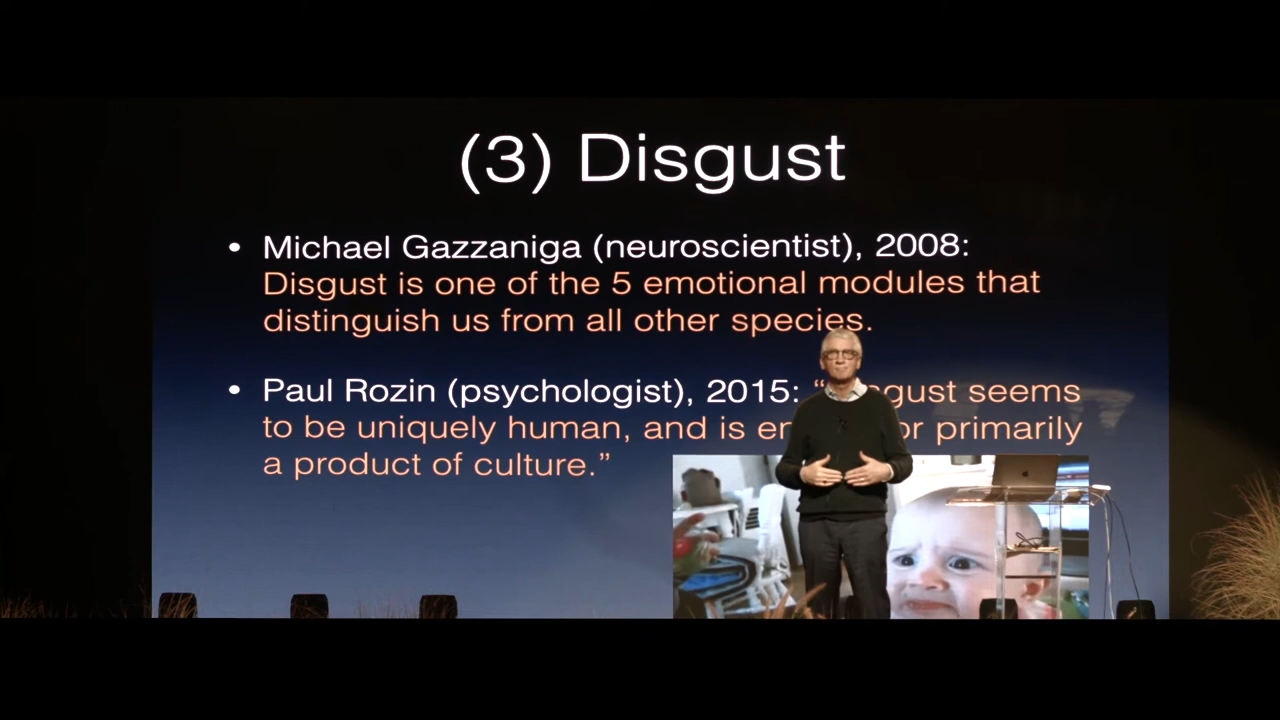 (3) Disgust
• Michael Gazzaniga (neuroscientist), 2008:
Disgust is one of the 5 emotional modules that
distinguish us from all other species.
• Paul Rozin (psychologist), 2015: “ seems
to be uniquely human, and is or primarily
a product of culture.”